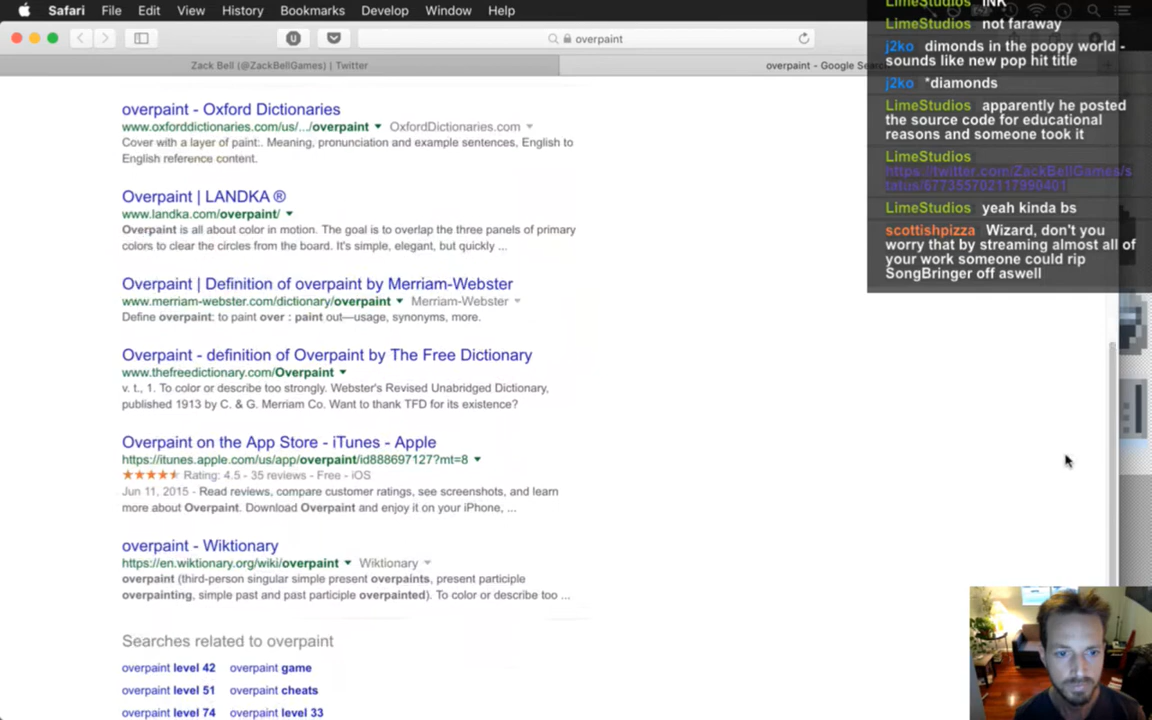 Safari File Edit View History Bookmarks Develop Window Help
overpaint
Zack Bell (@ZackBellGames) | Twitter
overpaint - Google Search
overpaint - Oxford Dictionaries
www.oxforddictionaries.com/us/.../overpaint OxfordDictionaries.com
Cover with a layer of paint:. Meaning, pronunciation and example sentences, English to
English reference content.
Overpaint | LANDKA ®
www.landka.com/overpaint/
Overpaint is all about color in motion. The goal is to overlap the three panels of primary
colors to clear the circles from the board. It's simple, elegant, but quickly ...
Overpaint | Definition of overpaint by Merriam-Webster
www.merriam-webster.com/dictionary/overpaint Merriam-Webster
Define overpaint: to paint over : paint out—usage, synonyms, more.
Overpaint - definition of Overpaint by The Free Dictionary
www.thefreedictionary.com/Overpaint
v. t., 1. To color or describe too strongly. Webster's Revised Unabridged Dictionary,
published 1913 by C. & G. Merriam Co. Want to thank TFD for its existence?
Overpaint on the App Store - iTunes - Apple
https://itunes.apple.com/us/app/overpaint/id888697127?mt=8
Rating: 4.5 - 35 reviews - Free - iOS
Jun 11, 2015 - Read reviews, compare customer ratings, see screenshots, and learn
more about Overpaint. Download Overpaint and enjoy it on your iPhone, ...
overpaint - Wiktionary
https://en.wiktionary.org/wiki/overpaint Wiktionary
overpaint (third-person singular simple present overpaints, present participle
overpainting, simple past and past participle overpainted). To color or describe too ...
Searches related to overpaint
overpaint level 42 overpaint game
overpaint level 51 overpaint cheats
overpaint level 74 overpaint level 33
LimeStudios INK
LimeStudios not faraway
j2ko dimonds in the poopy world -
sounds like new pop hit title
j2ko *diamonds
LimeStudios apparently he posted
the source code for educational
reasons and someone took it
LimeStudios
https://twitter.com/ZackBellGames/s
tatus/677355702117990401
LimeStudios yeah kinda bs
scottishpizza Wizard, don't you
worry that by streaming almost all of
your work someone could rip
SongBringer off aswell